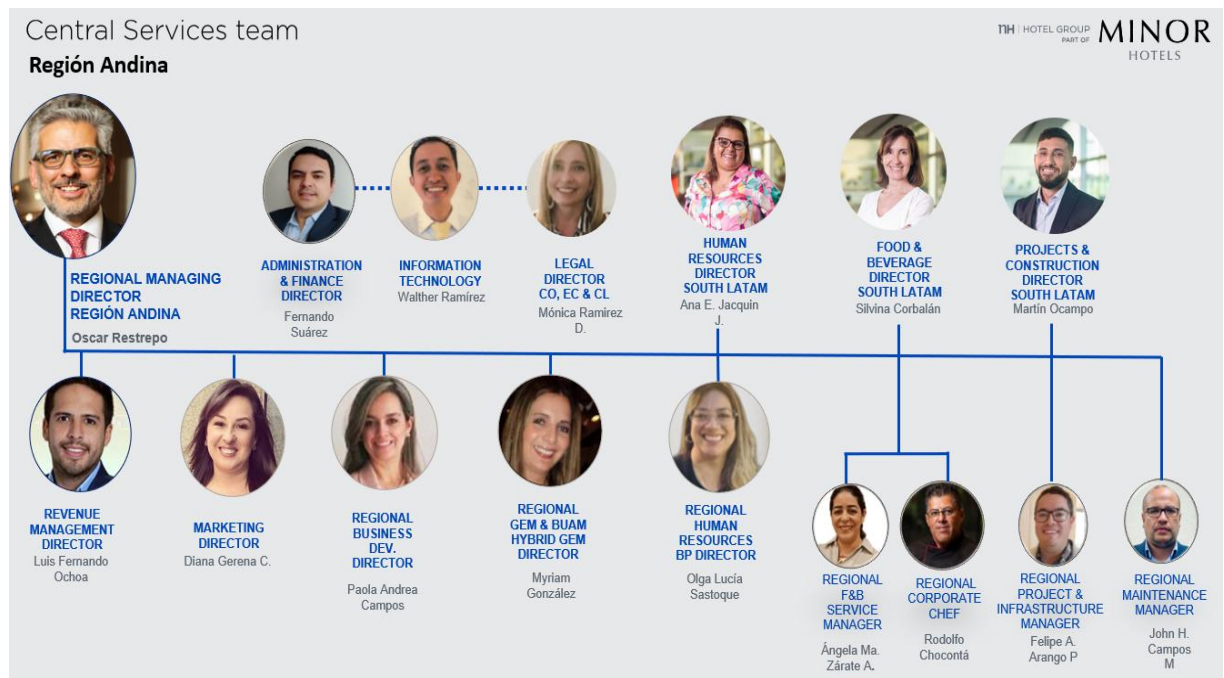 Central Services team
Región Andina
nH | HOTEL GROUP
PART OF
MINOR
HOTELS
REGIONAL MANAGING
DIRECTOR
REGIÓN ANDINA
Oscar Restrepo
ADMINISTRATION
& FINANCE
DIRECTOR
Fernando
Suárez
INFORMATION
TECHNOLOGY
Walther Ramírez
LEGAL
DIRECTOR
CO, EC & CL
Mónica Ramirez
D.
HUMAN
RESOURCES
DIRECTOR
SOUTH LATAM
Ana E. Jacquin
J.
FOOD &
BEVERAGE
DIRECTOR
SOUTH LATAM
Silvina Corbalán
PROJECTS &
CONSTRUCTION
DIRECTOR
SOUTH LATAM
Martín Ocampo
REVENUE
MANAGEMENT
DIRECTOR
Luis Fernando
Ochoa
MARKETING
DIRECTOR
Diana Gerena C.
REGIONAL
BUSINESS
DEV.
DIRECTOR
Paola Andrea
Campos
REGIONAL
GEM & BUAM
HYBRID GEM
DIRECTOR
Myriam
González
REGIONAL
HUMAN
RESOURCES
BP DIRECTOR
Olga Lucía
Sastoque
REGIONAL
F&B
SERVICE
MANAGER
Ángela Ma.
Zárate A.
REGIONAL
CORPORATE
CHEF
Rodolfo
Chocontá
REGIONAL
PROJECT &
INFRASTRUCTURE
MANAGER
Felipe A.
Arango P
REGIONAL
MAINTENANCE
MANAGER
John H.
Campos
M